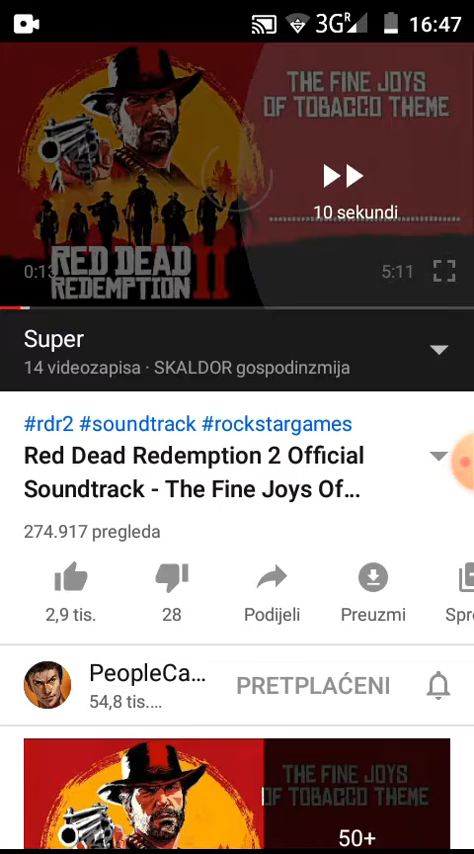 3G R 16:47
THE FINE JOYS
OF TOBACCO THEME
10 sekundi
0:13
5:11
RED DEAD
REDEMPTION II
Super
14 videozapisa · SKALDOR gospodinzmija
#rdr2 #soundtrack #rockstargames
Red Dead Redemption 2 Official
Soundtrack - The Fine Joys Of...
274.917 pregleda
2,9 tis. 28 Podijeli Preuzmi Spr
PeopleCa... PRETPLAĆENI
54,8 tis....
THE FINE JOYS
OF TOBACCO THEME
50+